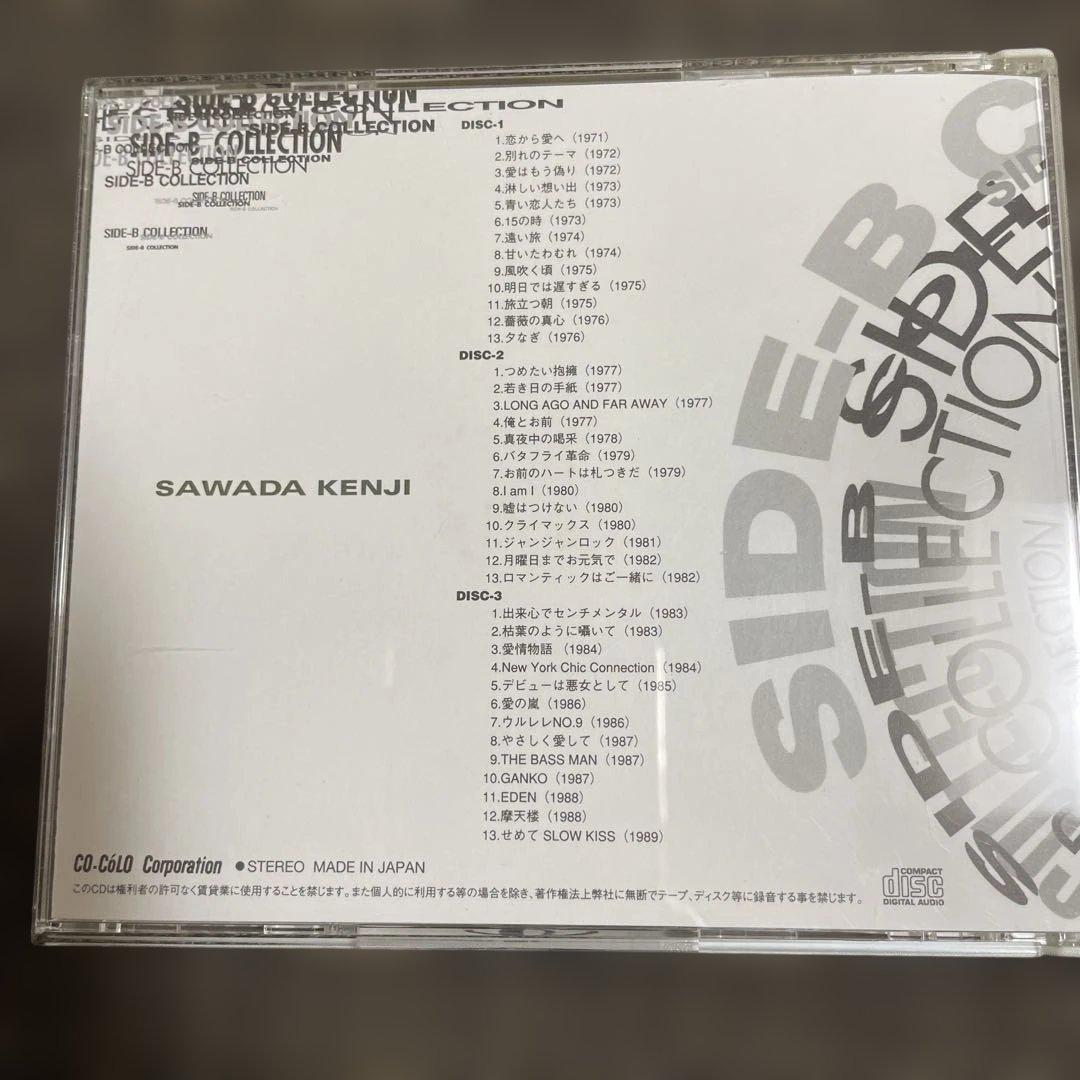 SIDE-B COLLECTION
SIDE-B COLLECTION
SIDE-B COLLECTION
SIDE-B COLLECTION
SIDE-B COLLECTION
SIDE-B COLLECTION
SIDE-B COLLECTION
SIDE-B COLLECTION
SIDE-B COLLECTION
SIDE-B COLLECTION
SIDE-B COLLECTION
SIDE-B COLLECTION
SAWADA KENJI
DISC-1
1.恋から愛へ（1971）
2.別れのテーマ（1972）
3.愛はもう偽り（1972）
4.淋しい想い出（1973）
5.青い恋人たち（1973）
6.15の時（1973）
7.遠い旅（1974）
8.甘いたわむれ（1974）
9.風吹く頃（1975）
10.明日では遅すぎる（1975）
11.旅立つ朝（1975）
12.薔薇の真心（1976）
13.夕なぎ（1976）
DISC-2
1.つめたい抱擁（1977）
2.若き日の手紙（1977）
3.LONG AGO AND FAR AWAY（1977）
4.俺とお前（1977）
5.真夜中の喝采（1978）
6.バタフライ革命（1979）
7.お前のハートは札つきだ（1979）
8.I am I（1980）
9.嘘はつけない（1980）
10.クライマックス（1980）
11.ジャンジャンロック（1981）
12.月曜日までお元気で（1982）
13.ロマンティックはご一緒に（1982）
DISC-3
1.出来心でセンチメンタル（1983）
2.枯葉のように囁いて（1983）
3.愛情物語（1984）
4.New York Chic Connection（1984）
5.デビューは悪女として（1985）
6.愛の嵐（1986）
7.ウルレレNO.9（1986）
8.やさしく愛して（1987）
9.THE BASS MAN（1987）
10.GANKO（1987）
11.EDEN（1988）
12.摩天楼（1988）
13.せめて SLOW KISS（1989）
SIDE-B
CO-CóLO Corporation ●STEREO MADE IN JAPAN
このCDは権利者の許可なく賃貸業に使用することを禁じます。また個人的に利用する等の場合を除き、著作権法上弊社に無断でテープ、ディスク等に録音する事を禁じます。
COMPACT
disc
DIGITAL AUDIO